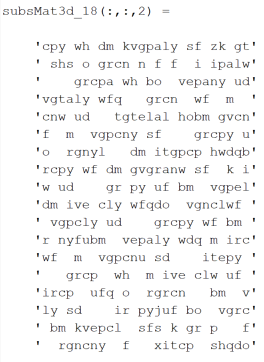 subsMat3d_18(:,:,2) =
'cpy wh dm kvgpaly sf zk gt'
' shs o grcn n f f  i ipalw'
'    grcpa wh bo  vepany ud'
'vgtaly wfq   grcn  wf  m  '
'cnw ud   tgtelal hobm gvcn'
'f  m  vgpcny sf    grcpy u'
'o  rgnyl   dm itgpcp hwdqb'
'rcpy wf dm gvgranw sf  k i'
'w ud    gr py uf bm  vgpel'
'dm ive cly wfqdo  vgnclwf '
' vgpcly ud    grcpy wf bm '
'r nyfubm  vepaly wdq m irc'
'wf  m  vgpcnu sd    itepy '
'   grcp  wh  m ive clw uf '
'ircp  ufq o  rgrcn   bm  v'
'ly sd   ir pyjuf bo  vgrc'
' bm kvepcl  sfs k gr p   f'
'  rgncny  f   xitcp  shqdo'